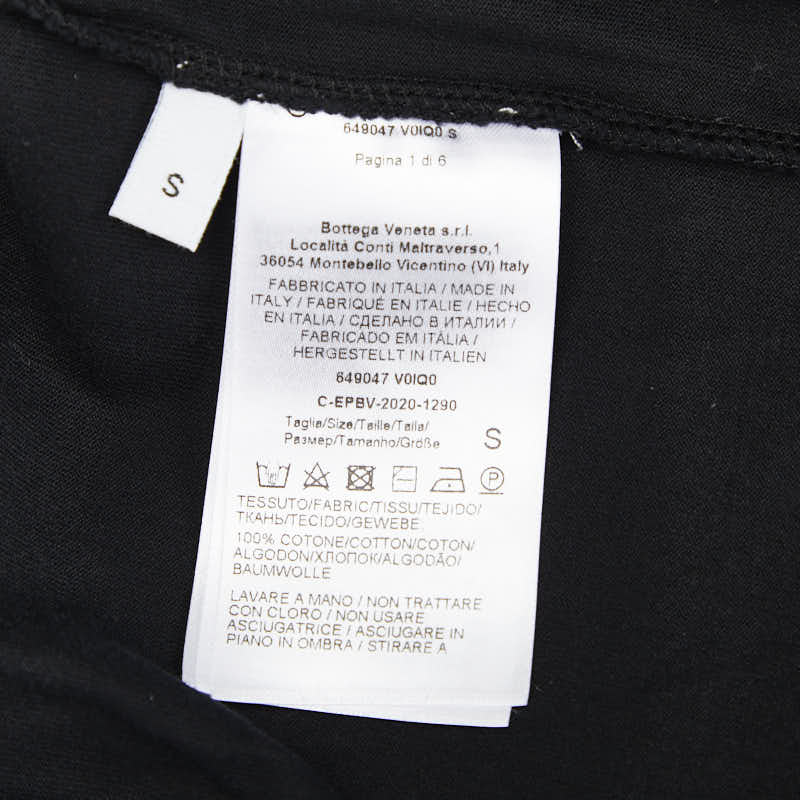 S
649047 V0IQ0 S
Pagina 1 di 6
Bottega Veneta s.r.l.
Località Conti Maltraverso,1
36054 Montebello Vicentino (VI) Italy
FABBRICATO IN ITALIA / MADE IN
ITALY / FABRIQUÉ EN ITALIE / HECHO
EN ITALIA / СДЕЛАНО В ИТАЛИИ /
FABRICADO EM ITÀLIA /
HERGESTELLT IN ITALIEN
649047 V0IQ0
C-EPBV-2020-1290
Taglia/Size/Taille/Talla/
Размер/Tamanho/Größe S
P
TESSUTO/FABRIC/TISSU/TEJIDO/
ТКАНЬ/TECIDO/GEWEBE
100% COTONE/COTTON/COTON/
ALGODON/ХЛОПОК/ALGODÃO/
BAUMWOLLE
LAVARE A MANO / NON TRATTARE
CON CLORO / NON USARE
ASCIUGATRICE / ASCIUGARE IN
PIANO IN OMBRA / STIRARE A